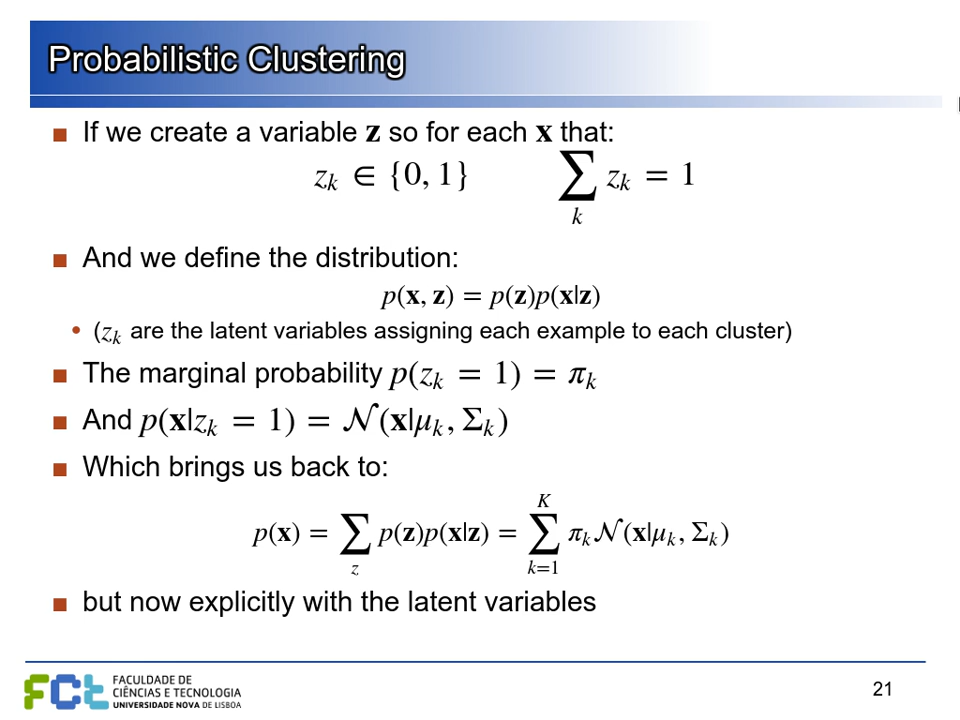 Probabilistic Clustering
If we create a variable z so for each x that:
z_k ∈ {0, 1}   ∑_k z_k = 1
And we define the distribution:
p(x, z) = p(z)p(x|z)
(z_k are the latent variables assigning each example to each cluster)
The marginal probability p(z_k = 1) = π_k
And p(x|z_k = 1) = 𝒩(x|μ_k, Σ_k)
Which brings us back to:
p(x) = ∑_z p(z)p(x|z) = ∑_{k=1}^{K} π_k 𝒩(x|μ_k, Σ_k)
but now explicitly with the latent variables
FCt
FACULDADE DE
CIÊNCIAS E TECNOLOGIA
UNIVERSIDADE NOVA DE LISBOA
21